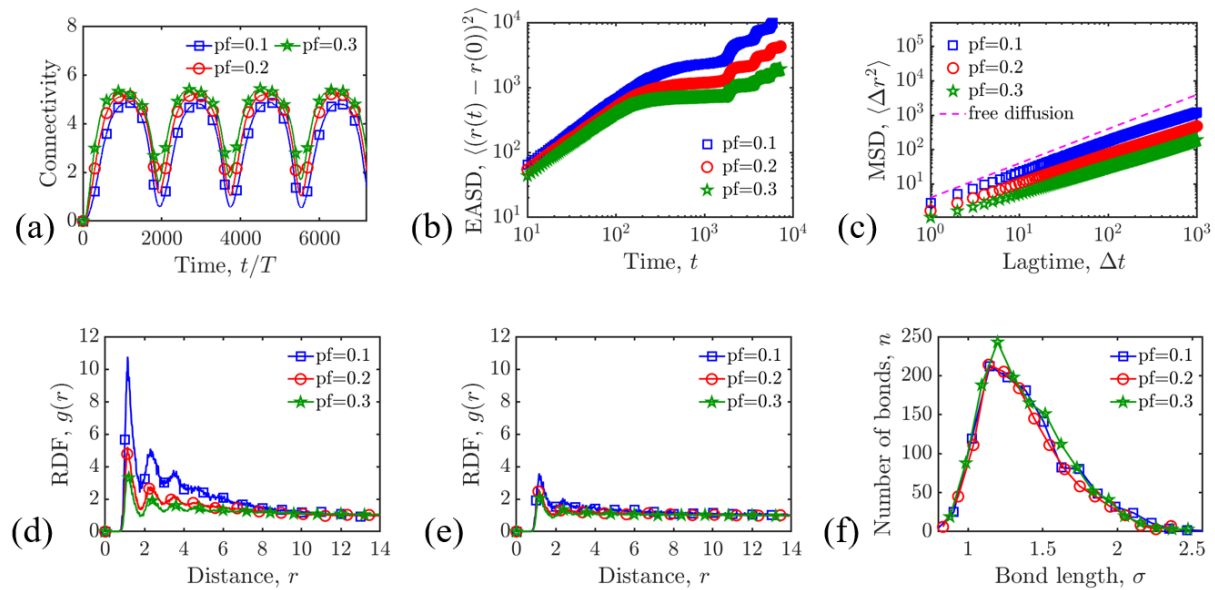 8
6
4
2
0
Connectivity
pf=0.1
pf=0.3
pf=0.2
0
2000
4000
6000
Time, t/T
(a)
10⁴
10³
10²
10¹
EASD, ⟨(r(t) − r(0))²⟩
pf=0.1
pf=0.2
pf=0.3
10¹
10²
10³
10⁴
Time, t
(b)
10⁵
10⁴
10³
10²
10¹
MSD, ⟨Δr²⟩
pf=0.1
pf=0.2
pf=0.3
free diffusion
10⁰
10¹
10²
10³
Lagtime, Δt
(c)
12
10
8
6
4
2
0
RDF, g(r)
pf=0.1
pf=0.2
pf=0.3
0
2
4
6
8
10
12
14
Distance, r
(d)
12
10
8
6
4
2
0
RDF, g(r)
pf=0.1
pf=0.2
pf=0.3
0
2
4
6
8
10
12
14
Distance, r
(e)
250
200
150
100
50
0
Number of bonds, n
pf=0.1
pf=0.2
pf=0.3
1
1.5
2
2.5
Bond length, σ
(f)